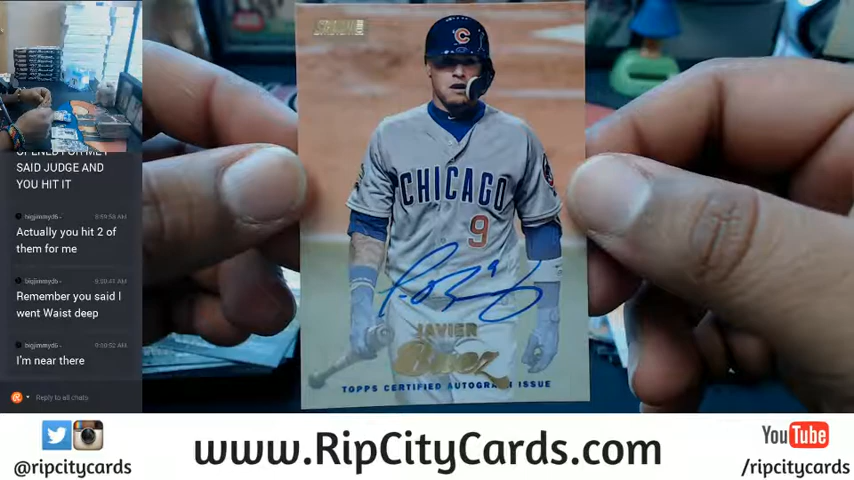 SAID JUDGE AND
YOU HIT IT
bigjimmyd6 -
Actually you hit 2 of
them for me
bigjimmyd6 -
Remember you said I
went Waist deep
bigjimmyd6 -
I'm near there
Reply to all chats
C
CHICAGO
9
JAVIER
Baez
TOPPS CERTIFIED AUTOGRAPH ISSUE
@ripcitycards
www.RipCityCards.com
YouTube
/ripcitycards